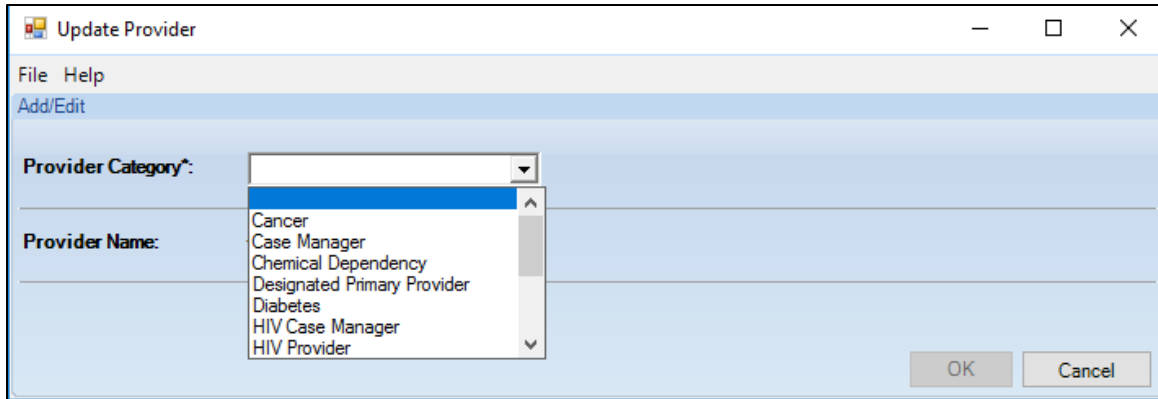 Update Provider
File Help
Add/Edit
Provider Category*:
Cancer
Case Manager
Chemical Dependency
Designated Primary Provider
Diabetes
HIV Case Manager
HIV Provider
Provider Name:
OK Cancel